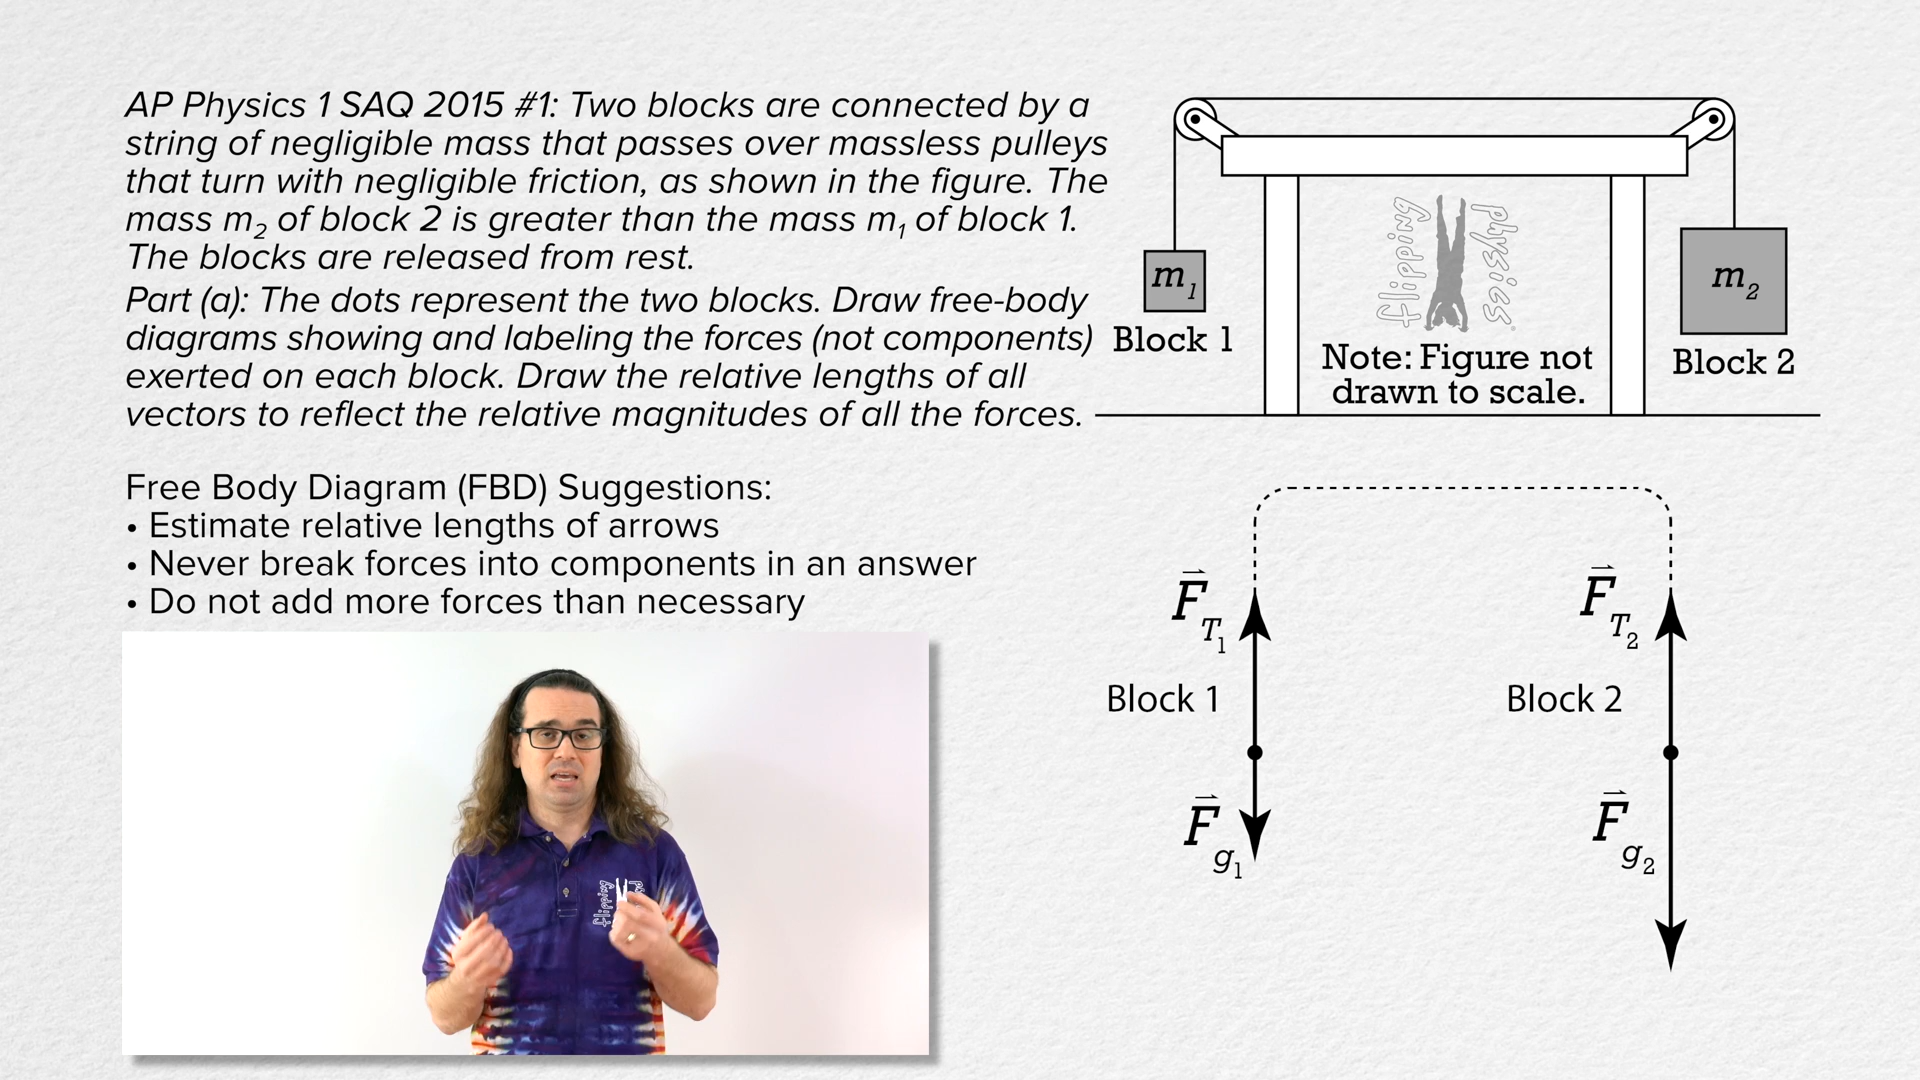 AP Physics 1 SAQ 2015 #1: Two blocks are connected by a
string of negligible mass that passes over massless pulleys
that turn with negligible friction, as shown in the figure. The
mass m₂ of block 2 is greater than the mass m₁ of block 1.
The blocks are released from rest.
Part (a): The dots represent the two blocks. Draw free-body
diagrams showing and labeling the forces (not components)
exerted on each block. Draw the relative lengths of all
vectors to reflect the relative magnitudes of all the forces.
Free Body Diagram (FBD) Suggestions:
• Estimate relative lengths of arrows
• Never break forces into components in an answer
• Do not add more forces than necessary
flipping
physics
m₁
Block 1
flipping
physics
Note: Figure not
drawn to scale.
m₂
Block 2
F⃗T₁
Block 1
F⃗g₁
F⃗T₂
Block 2
F⃗g₂